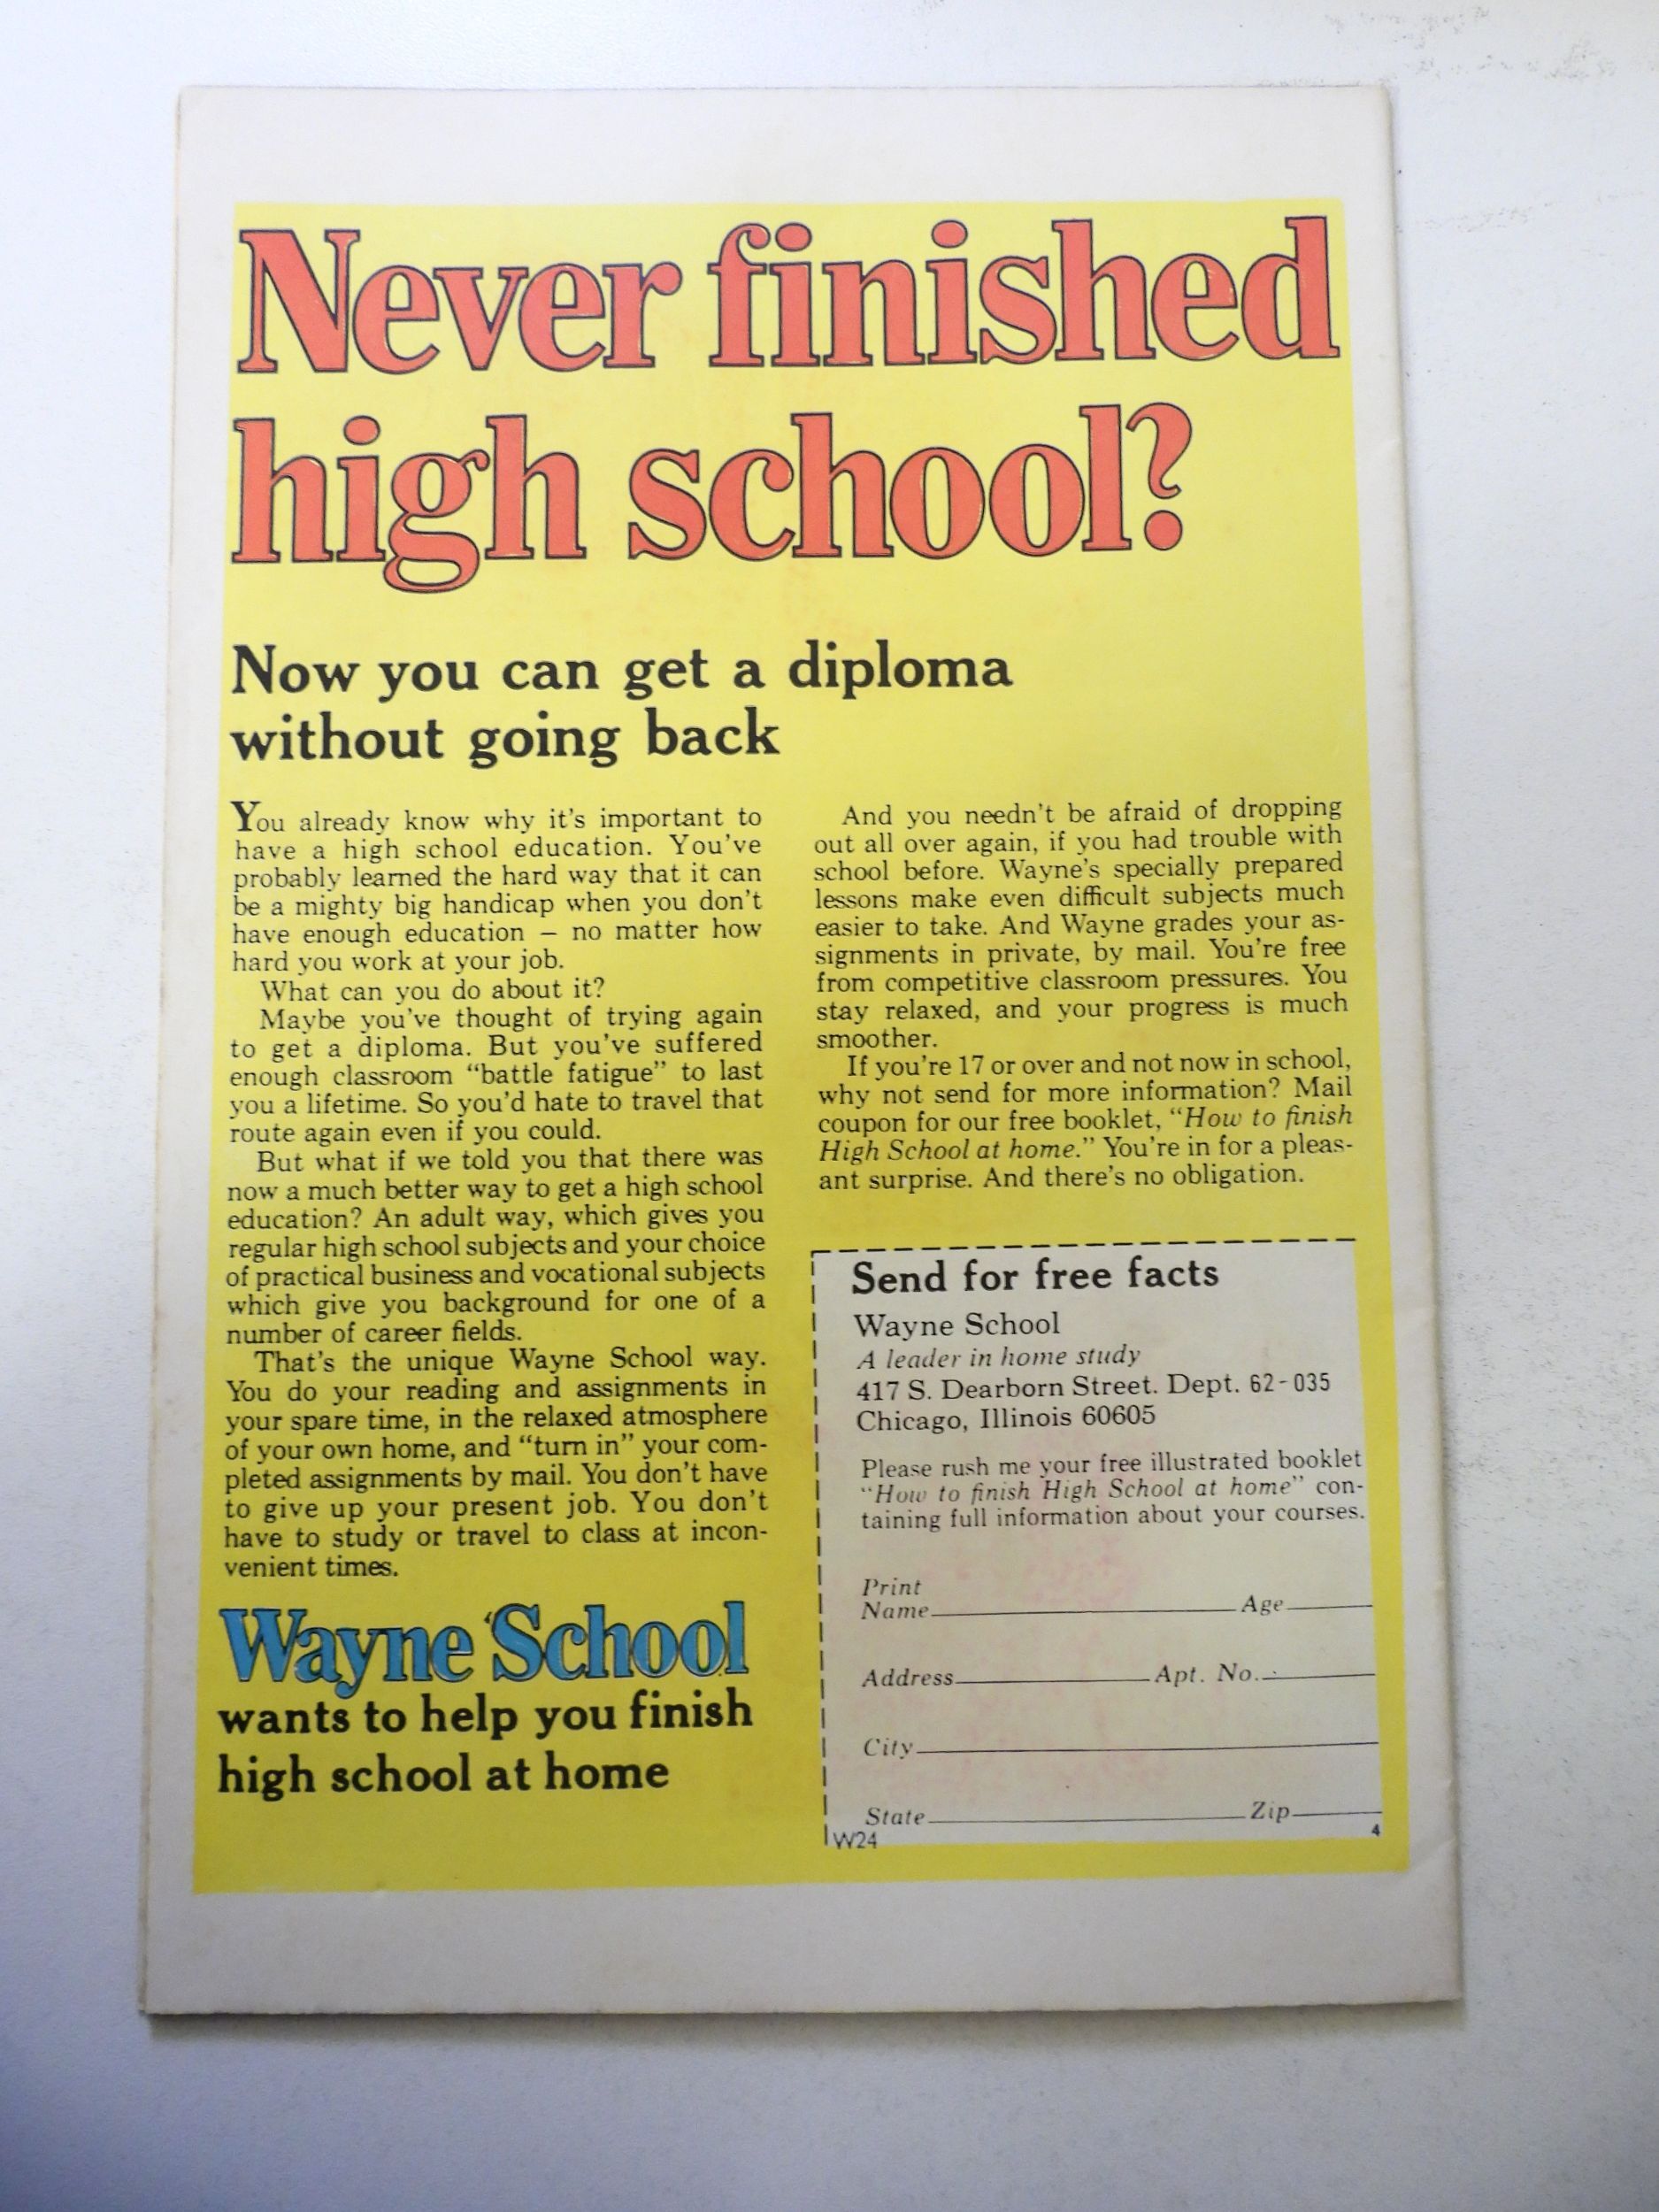 Never finished
high school?
Now you can get a diploma
without going back
You already know why it's important to
have a high school education. You've
probably learned the hard way that it can
be a mighty big handicap when you don't
have enough education – no matter how
hard you work at your job.
What can you do about it?
Maybe you've thought of trying again
to get a diploma. But you've suffered
enough classroom “battle fatigue” to last
you a lifetime. So you'd hate to travel that
route again even if you could.
But what if we told you that there was
now a much better way to get a high school
education? An adult way, which gives you
regular high school subjects and your choice
of practical business and vocational subjects
which give you background for one of a
number of career fields.
That's the unique Wayne School way.
You do your reading and assignments in
your spare time, in the relaxed atmosphere
of your own home, and “turn in” your com-
pleted assignments by mail. You don't have
to give up your present job. You don't
have to study or travel to class at incon-
venient times.
Wayne School
wants to help you finish
high school at home
And you needn't be afraid of dropping
out all over again, if you had trouble with
school before. Wayne's specially prepared
lessons make even difficult subjects much
easier to take. And Wayne grades your as-
signments in private, by mail. You're free
from competitive classroom pressures. You
stay relaxed, and your progress is much
smoother.
If you're 17 or over and not now in school,
why not send for more information? Mail
coupon for our free booklet, “How to finish
High School at home.” You're in for a pleas-
ant surprise. And there's no obligation.
Send for free facts
Wayne School
A leader in home study
417 S. Dearborn Street. Dept. 62-035
Chicago, Illinois 60605
Please rush me your free illustrated booklet
“How to finish High School at home” con-
taining full information about your courses.
Print
Name Age
Address Apt. No.
City
State Zip
W24 4